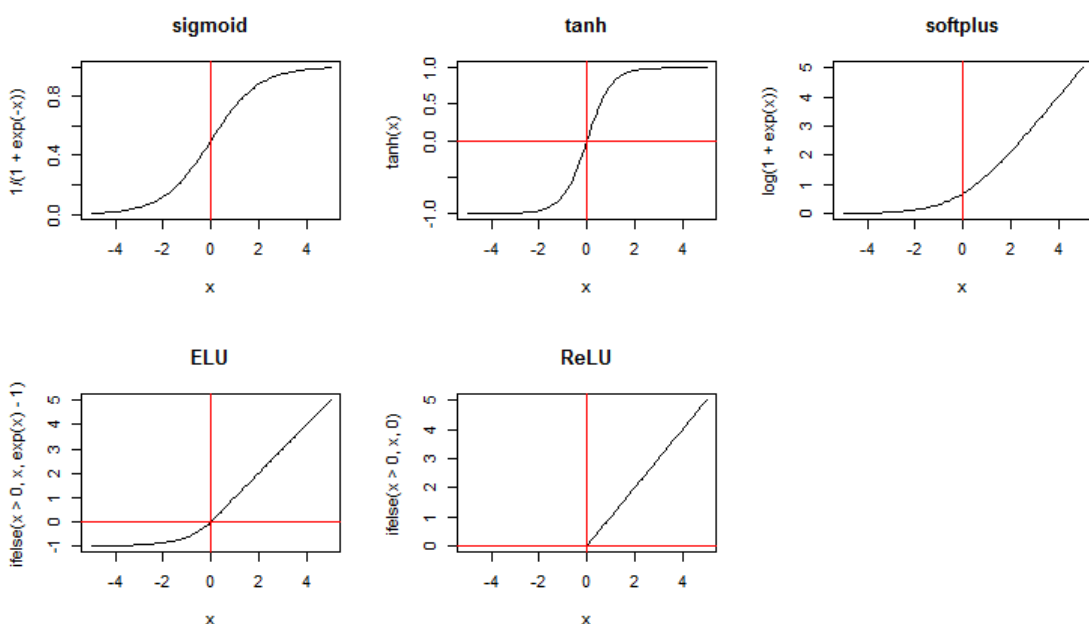 sigmoid
1/(1 + exp(-x))
0.0 0.4 0.8
-4 -2 0 2 4
x
tanh
tanh(x)
-1.0 0.0 0.5 1.0
-4 -2 0 2 4
x
softplus
log(1 + exp(x))
0 1 2 3 4 5
-4 -2 0 2 4
x
ELU
ifelse(x > 0, x, exp(x) - 1)
-1 0 1 2 3 4 5
-4 -2 0 2 4
x
ReLU
ifelse(x > 0, x, 0)
0 1 2 3 4 5
-4 -2 0 2 4
x